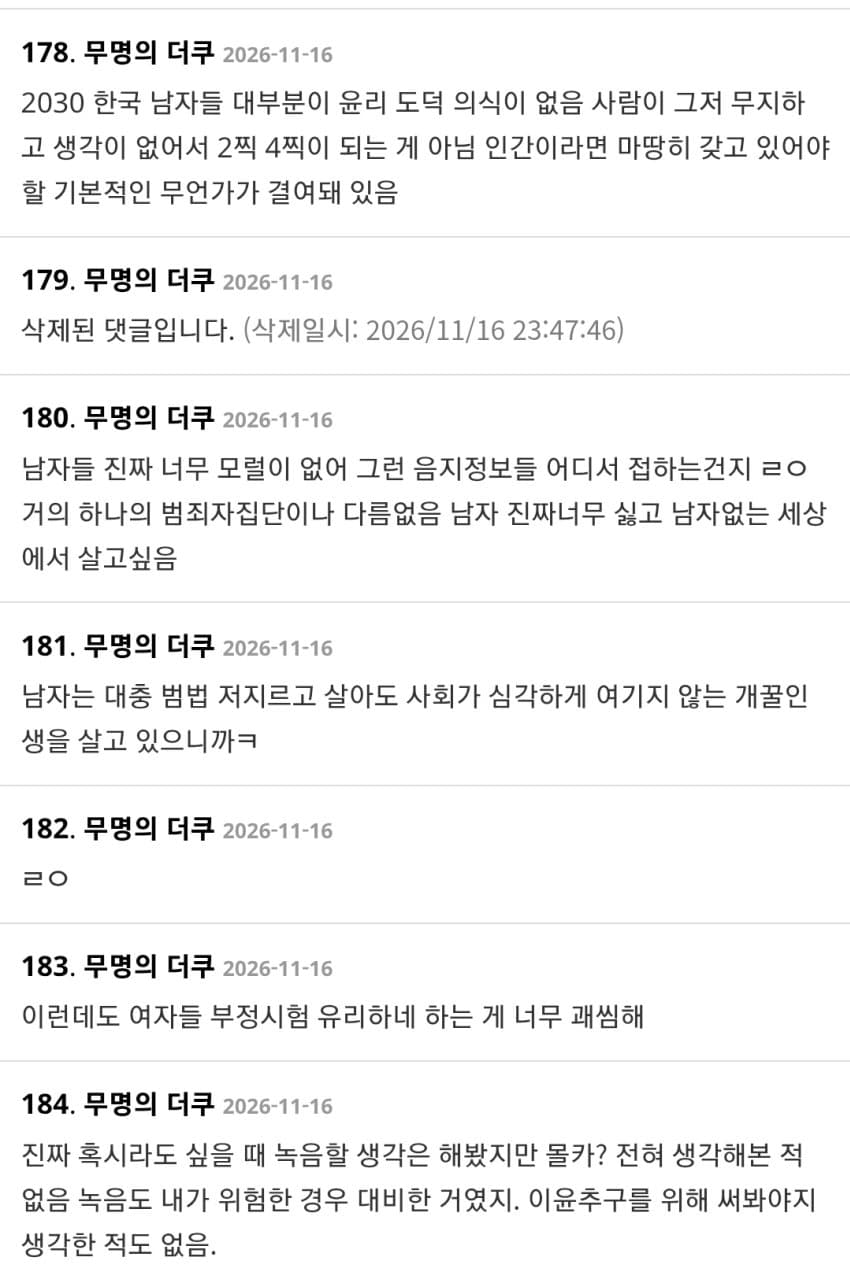 178. 무명의 더쿠 2026-11-16
2030 한국 남자들 대부분이 윤리 도덕 의식이 없음 사람이 그저 무지하
고 생각이 없어서 2찍 4찍이 되는 게 아님 인간이라면 마땅히 갖고 있어야
할 기본적인 무언가가 결여돼 있음
179. 무명의 더쿠 2026-11-16
삭제된 댓글입니다. (삭제일시: 2026/11/16 23:47:46)
180. 무명의 더쿠 2026-11-16
남자들 진짜 너무 모럴이 없어 그런 음지정보들 어디서 접하는건지 ㄹㅇ
거의 하나의 범죄자집단이나 다름없음 남자 진짜너무 싫고 남자없는 세상
에서 살고싶음
181. 무명의 더쿠 2026-11-16
남자는 대충 범법 저지르고 살아도 사회가 심각하게 여기지 않는 개꿀인
생을 살고 있으니까ㅋ
182. 무명의 더쿠 2026-11-16
ㄹㅇ
183. 무명의 더쿠 2026-11-16
이런데도 여자들 부정시험 유리하네 하는 게 너무 괘씸해
184. 무명의 더쿠 2026-11-16
진짜 혹시라도 싶을 때 녹음할 생각은 해봤지만 몰카? 전혀 생각해본 적
없음 녹음도 내가 위험한 경우 대비한 거였지. 이윤추구를 위해 써봐야지
생각한 적도 없음.